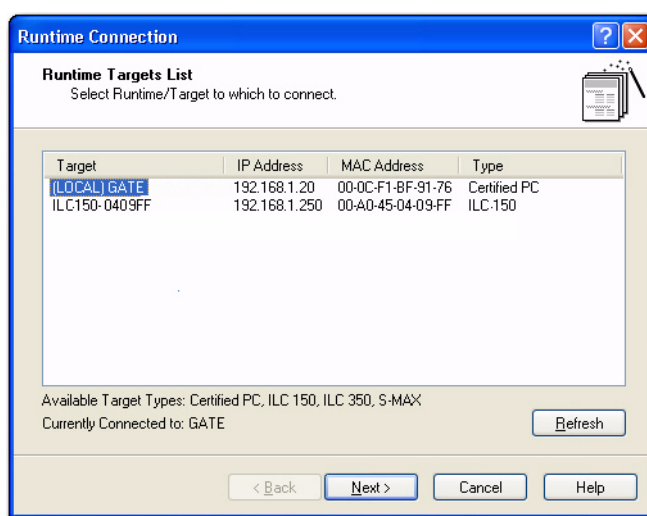 Runtime Connection
Runtime Targets List
Select Runtime/Target to which to connect.
Target IP Address MAC Address Type
(LOCAL) GATE 192.168.1.20 00-0C-F1-BF-91-76 Certified PC
ILC150-0409FF 192.168.1.250 00-A0-45-04-09-FF ILC-150
Available Target Types: Certified PC, ILC 150, ILC 350, S-MAX
Currently Connected to: GATE
Refresh
< Back Next > Cancel Help